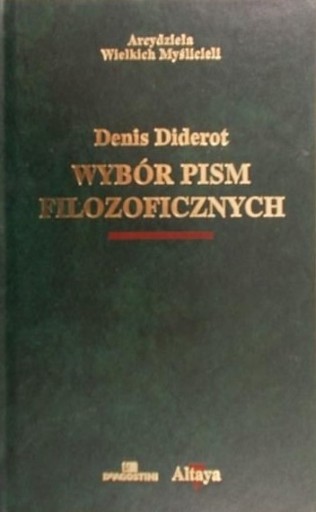 Arcydzieła
Wielkich Myślicieli
Denis Diderot
WYBÓR PISM
FILOZOFICZNYCH
DEAGOSTINI Altaya